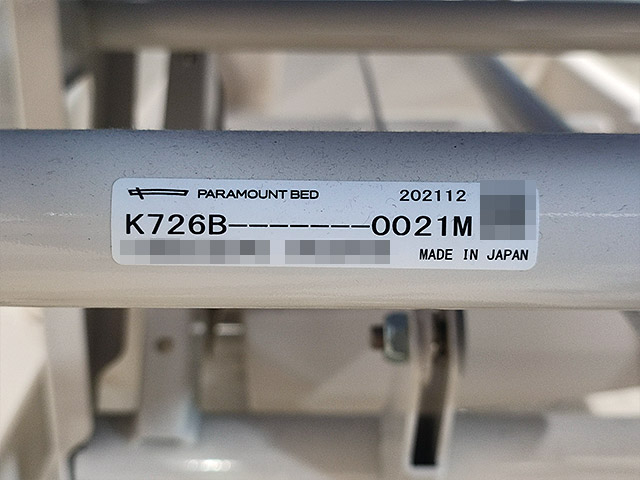 PARAMOUNT BED 202112
K726B-------0021M
MADE IN JAPAN